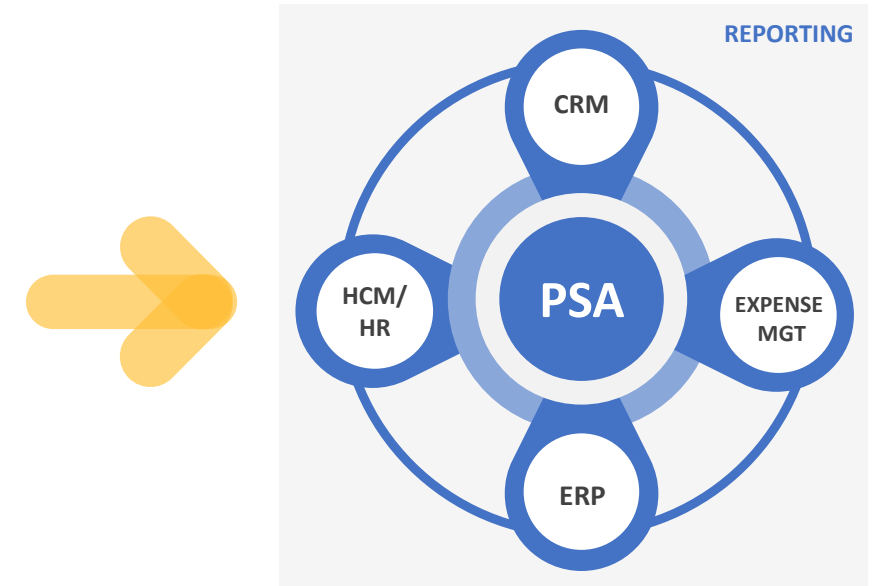 REPORTING
CRM
HCM/
HR
PSA
EXPENSE
MGT
ERP